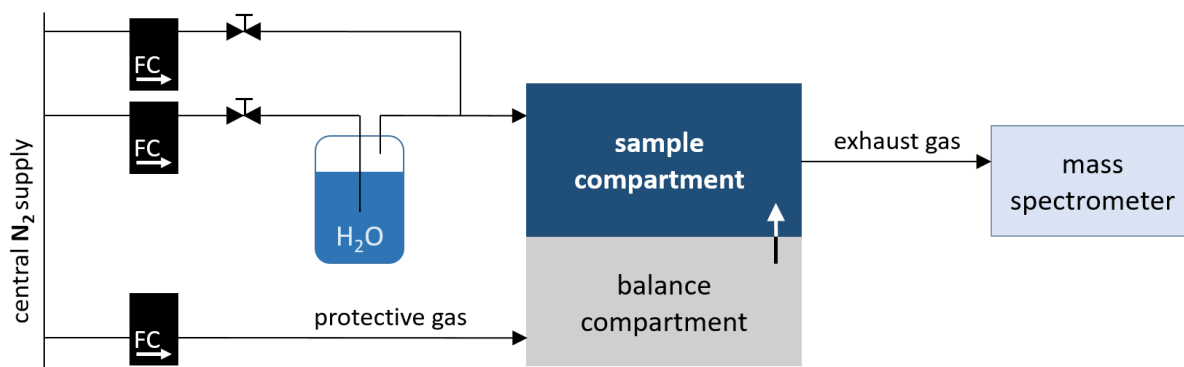 central N₂ supply
FC
FC
H₂O
FC
protective gas
sample
compartment
balance
compartment
exhaust gas
mass
spectrometer